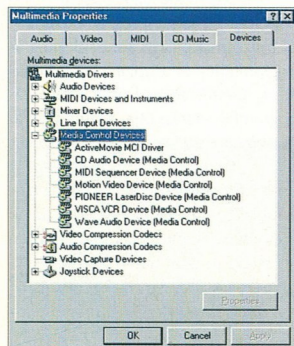 Multimedia Properties
Audio Video MIDI CD Music Devices
Multimedia devices:
Multimedia Drivers
Audio Devices
MIDI Devices and Instruments
Mixer Devices
Line Input Devices
Media Control Devices
ActiveMovie MCI Driver
CD Audio Device (Media Control)
MIDI Sequencer Device (Media Control)
Motion Video Device (Media Control)
PIONEER LaserDisc Device (Media Control)
VISCA VCR Device (Media Control)
Wave Audio Device (Media Control)
Video Compression Codecs
Audio Compression Codecs
Video Capture Devices
Joystick Devices
Properties
OK Cancel Apply